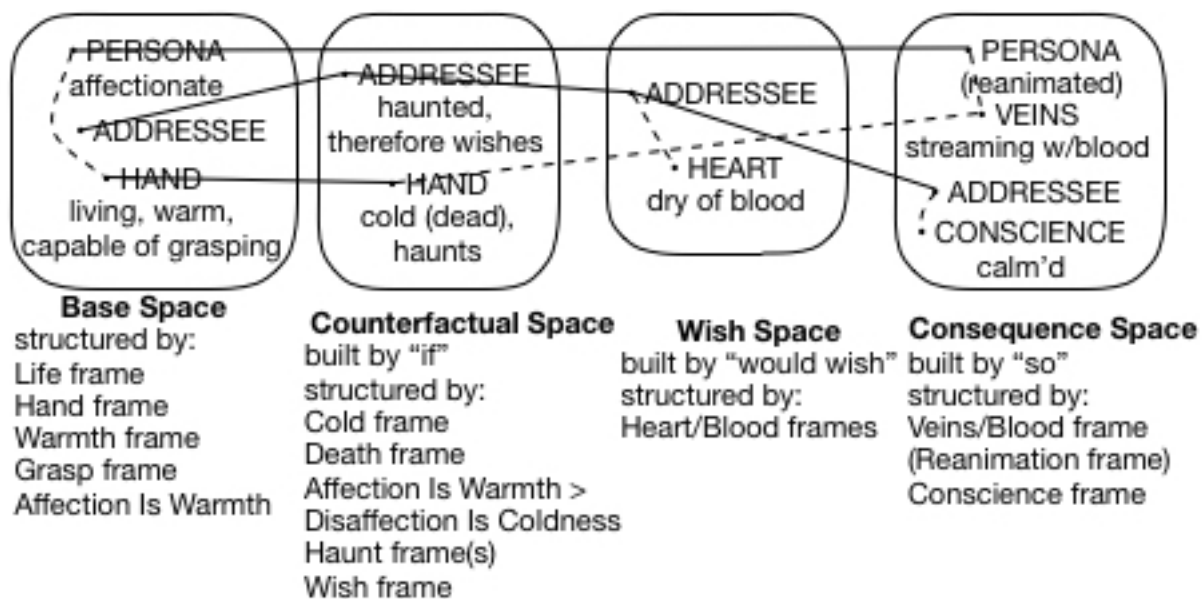 PERSONA
affectionate
ADDRESSEE
HAND
living, warm,
capable of grasping
Base Space
structured by:
Life frame
Hand frame
Warmth frame
Grasp frame
Affection Is Warmth
ADDRESSEE
haunted,
therefore wishes
HAND
cold (dead),
haunts
Counterfactual Space
built by “if”
structured by:
Cold frame
Death frame
Affection Is Warmth >
Disaffection Is Coldness
Haunt frame(s)
Wish frame
ADDRESSEE
HEART
dry of blood
Wish Space
built by “would wish”
structured by:
Heart/Blood frames
PERSONA
(reanimated)
VEINS
streaming w/blood
ADDRESSEE
CONSCIENCE
calm’d
Consequence Space
built by “so”
structured by:
Veins/Blood frame
(Reanimation frame)
Conscience frame